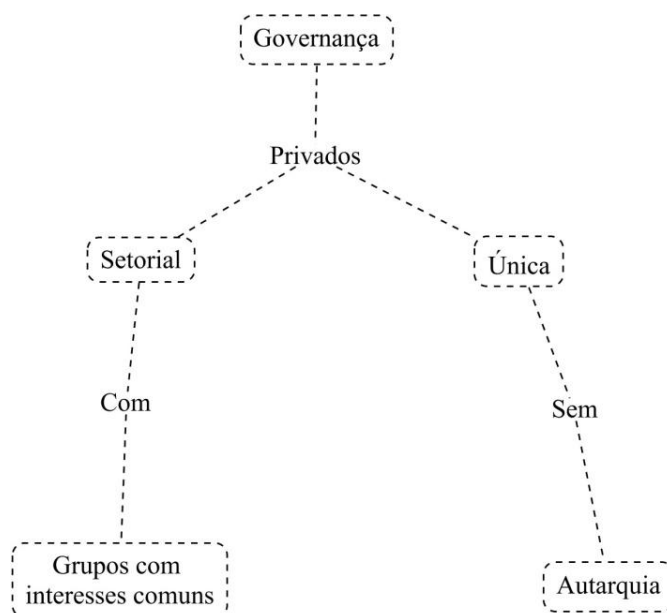 Governança
Privados
Setorial
Única
Com
Sem
Grupos com
interesses comuns
Autarquia